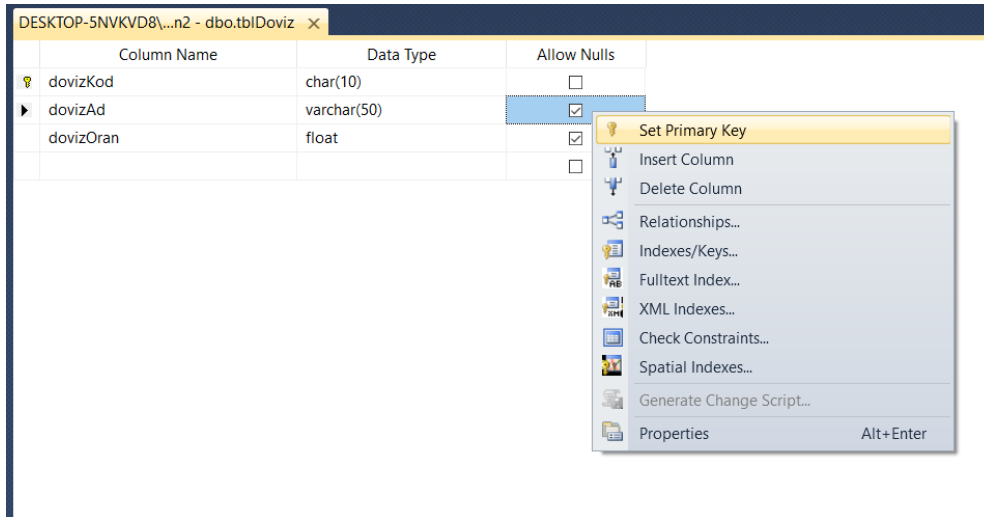 DESKTOP-5NVKVD8\...n2 - dbo.tblDoviz
Column Name Data Type Allow Nulls
dovizKod char(10)
dovizAd varchar(50)
dovizOran float
Set Primary Key
Insert Column
Delete Column
Relationships...
Indexes/Keys...
Fulltext Index...
XML Indexes...
Check Constraints...
Spatial Indexes...
Generate Change Script...
Properties Alt+Enter